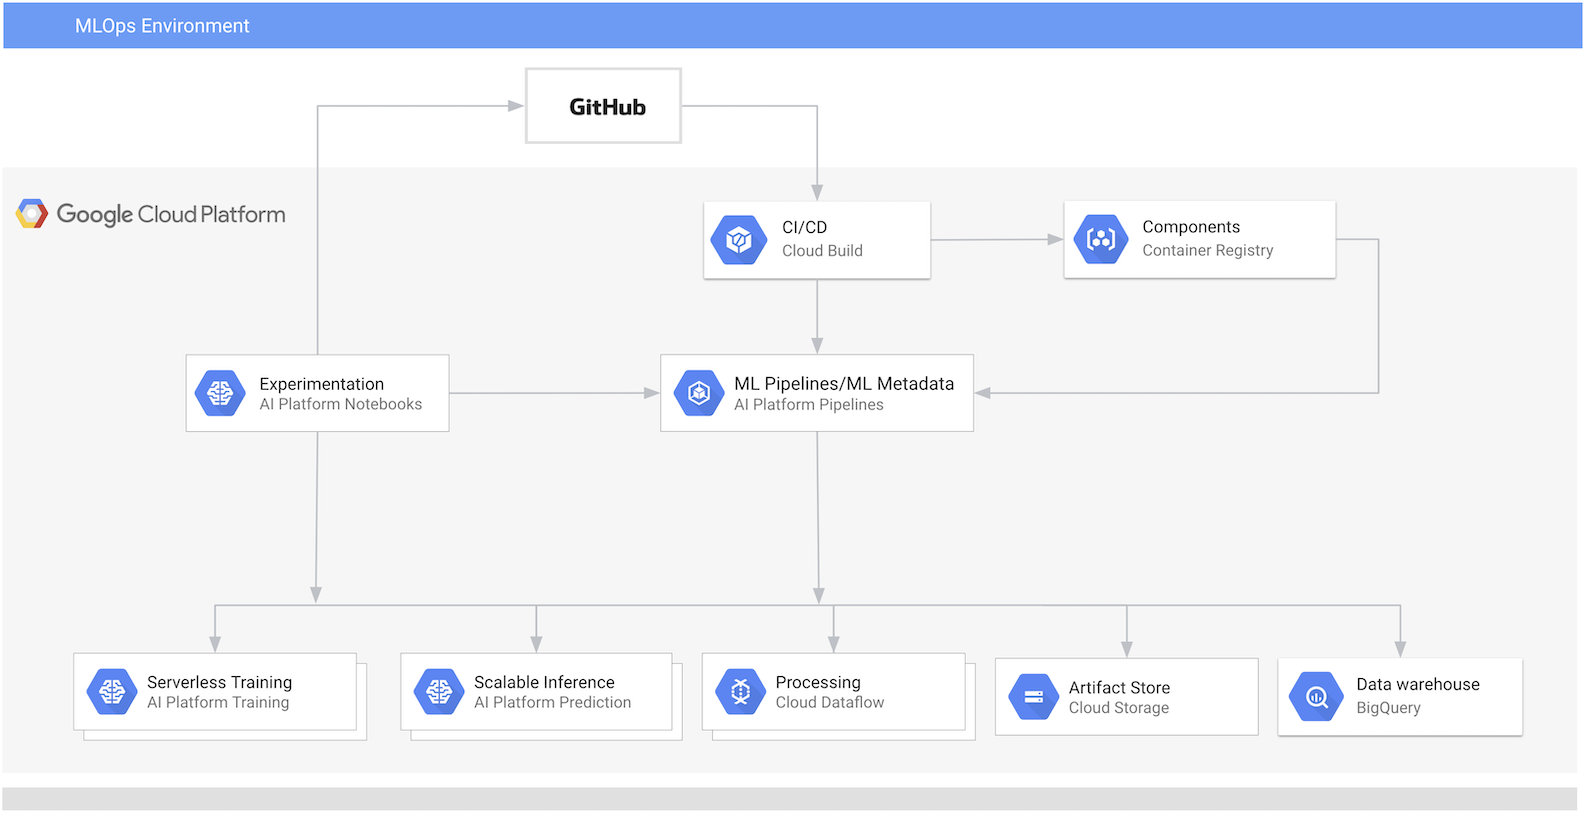 MLOps Environment
GitHub
Google Cloud Platform
CI/CD
Cloud Build
Components
Container Registry
Experimentation
AI Platform Notebooks
ML Pipelines/ML Metadata
AI Platform Pipelines
Serverless Training
AI Platform Training
Scalable Inference
AI Platform Prediction
Processing
Cloud Dataflow
Artifact Store
Cloud Storage
Data warehouse
BigQuery